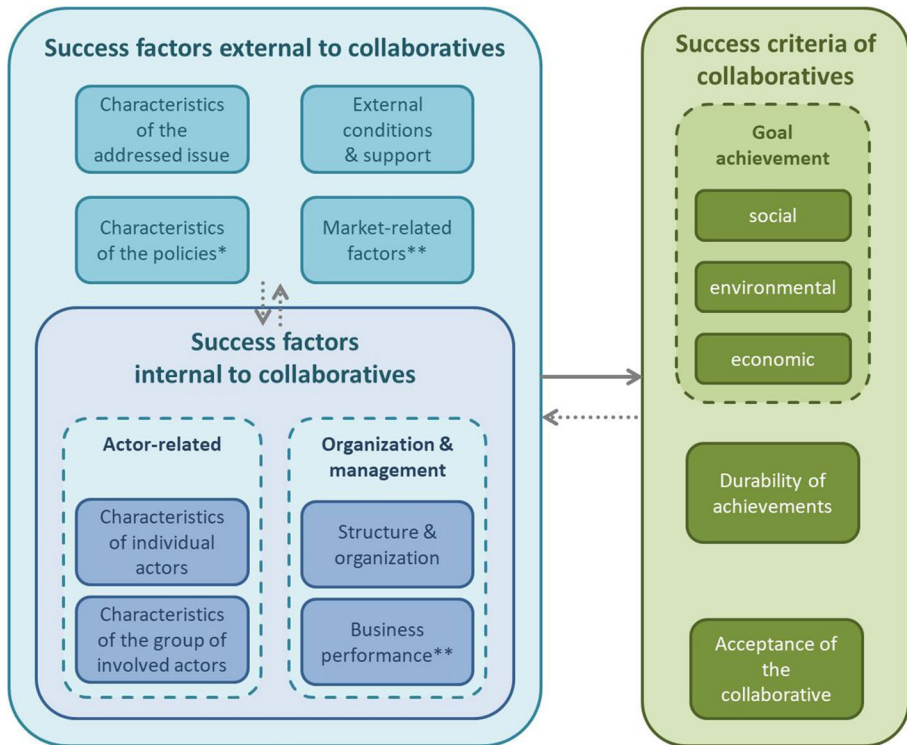 Success factors external to collaboratives
Characteristics
of the
addressed issue
External
conditions
& support
Characteristics
of the policies*
Market-related
factors**
Success factors
internal to collaboratives
Actor-related
Characteristics
of individual
actors
Characteristics
of the group of
involved actors
Organization &
management
Structure &
organization
Business
performance**
Success criteria of
collaboratives
Goal
achievement
social
environmental
economic
Durability of
achievements
Acceptance of
the
collaborative